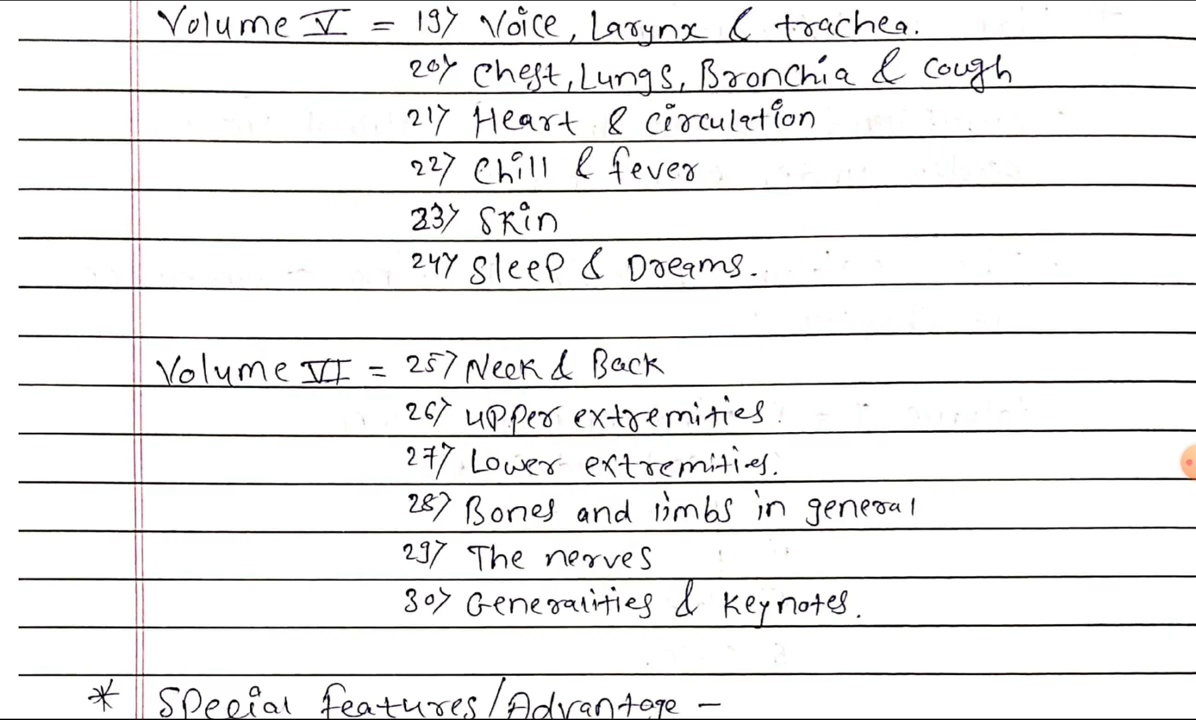 Volume V = 19> Voice, Larynx & trachea.
20> Chest, Lungs, Bronchia & cough
21> Heart & circulation
22> Chill & fever
23> Skin
24> Sleep & Dreams.
Volume VI = 25> Neck & Back
26> upper extremities.
27> Lower extremities.
28> Bones and limbs in general
29> The nerves
30> Generalities & Keynotes.
* Special features/Advantage -